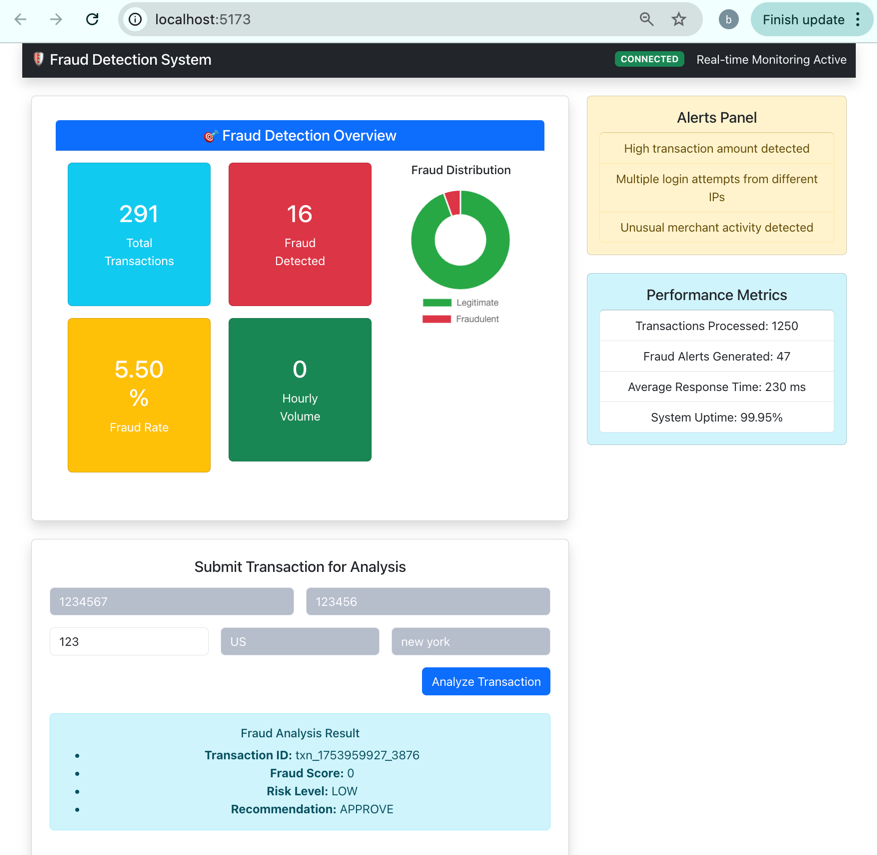 localhost:5173
b
Finish update
Fraud Detection System
CONNECTED
Real-time Monitoring Active
Fraud Detection Overview
291
Total
Transactions
16
Fraud
Detected
Fraud Distribution
Legitimate
Fraudulent
5.50
%
Fraud Rate
0
Hourly
Volume
Alerts Panel
High transaction amount detected
Multiple login attempts from different
IPs
Unusual merchant activity detected
Performance Metrics
Transactions Processed: 1250
Fraud Alerts Generated: 47
Average Response Time: 230 ms
System Uptime: 99.95%
Submit Transaction for Analysis
1234567
123456
123
US
new york
Analyze Transaction
Fraud Analysis Result
Transaction ID: txn_1753959927_3876
Fraud Score: 0
Risk Level: LOW
Recommendation: APPROVE